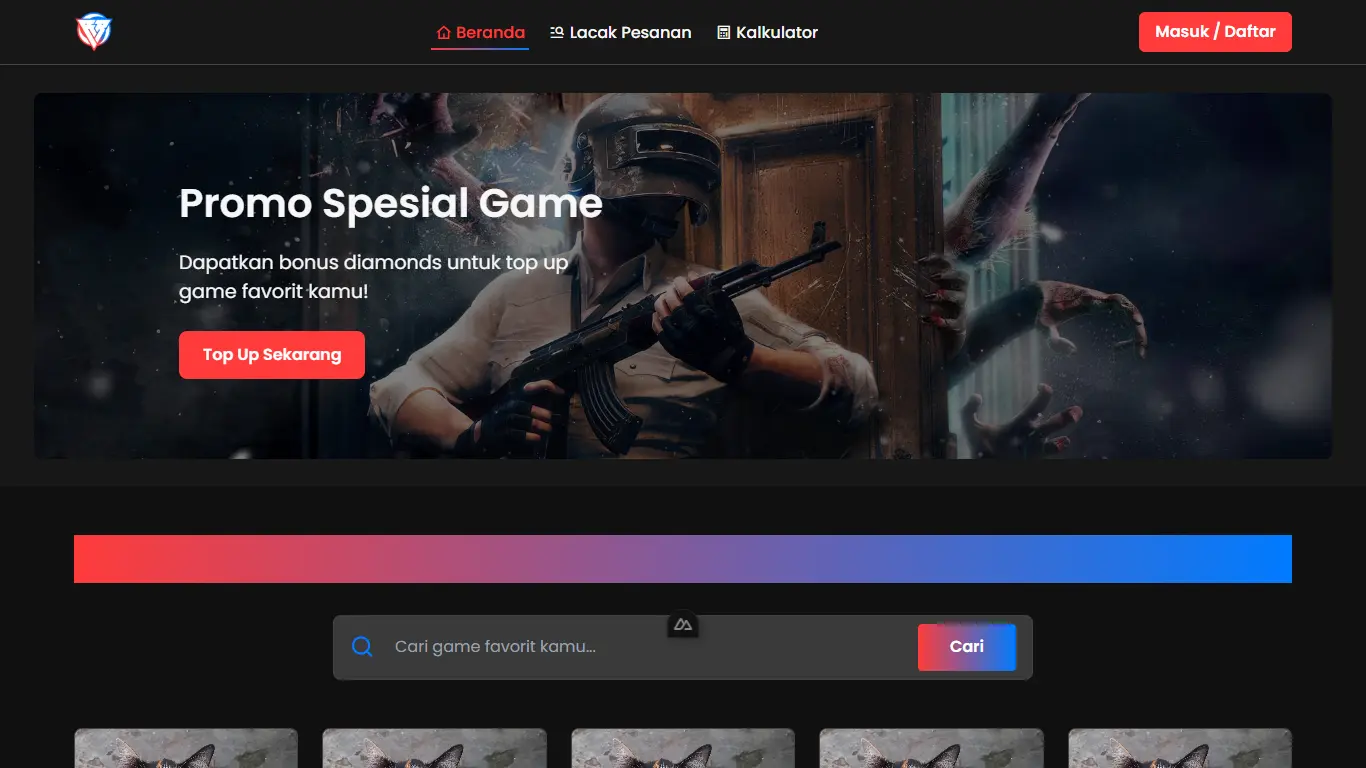 Beranda
Lacak Pesanan
Kalkulator
Masuk / Daftar
Promo Spesial Game
Dapatkan bonus diamonds untuk top up
game favorit kamu!
Top Up Sekarang
Cari game favorit kamu...
Cari